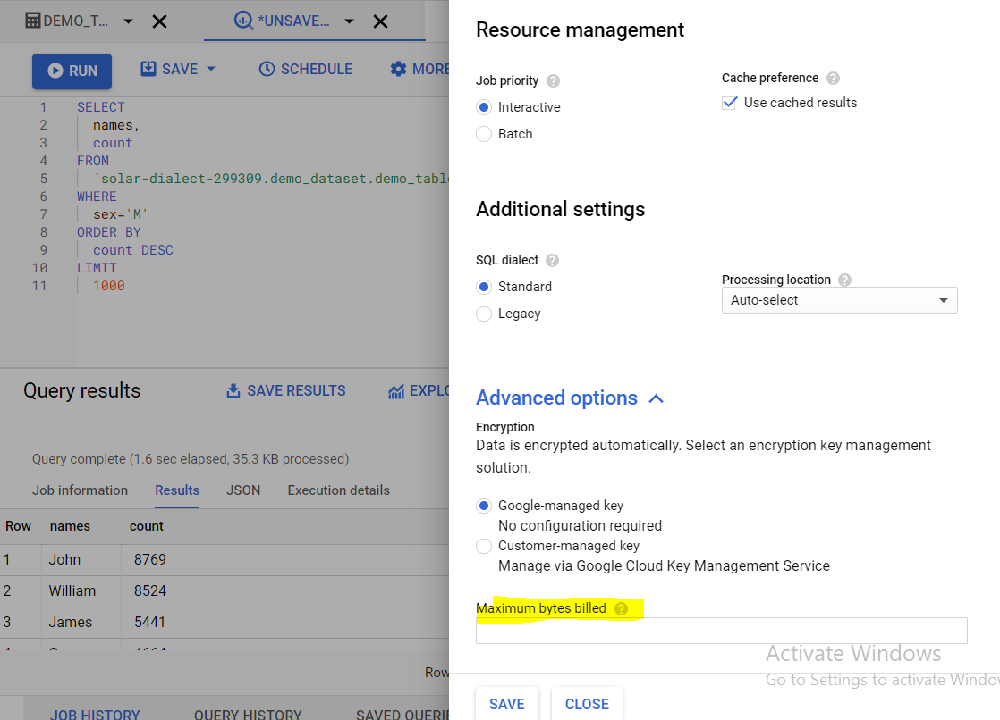 DEMO_T...
*UNSAVE...
RUN
SAVE
SCHEDULE
MORE
1 SELECT
2 names,
3 count
4 FROM
5 `solar-dialect-299309.demo_dataset.demo_table
6 WHERE
7 sex='M'
8 ORDER BY
9 count DESC
10 LIMIT
11 1000
Query results
SAVE RESULTS
EXPLO
Query complete (1.6 sec elapsed, 35.3 KB processed)
Job information Results JSON Execution details
Row names count
1 John 8769
2 William 8524
3 James 5441
Row
JOB HISTORY QUERY HISTORY SAVED QUERIE
Resource management
Job priority ?
Interactive
Batch
Cache preference ?
Use cached results
Additional settings
SQL dialect ?
Standard
Legacy
Processing location ?
Auto-select
Advanced options
Encryption
Data is encrypted automatically. Select an encryption key management
solution.
Google-managed key
No configuration required
Customer-managed key
Manage via Google Cloud Key Management Service
Maximum bytes billed ?
Activate Windows
Go to Settings to activate Windo
SAVE CLOSE